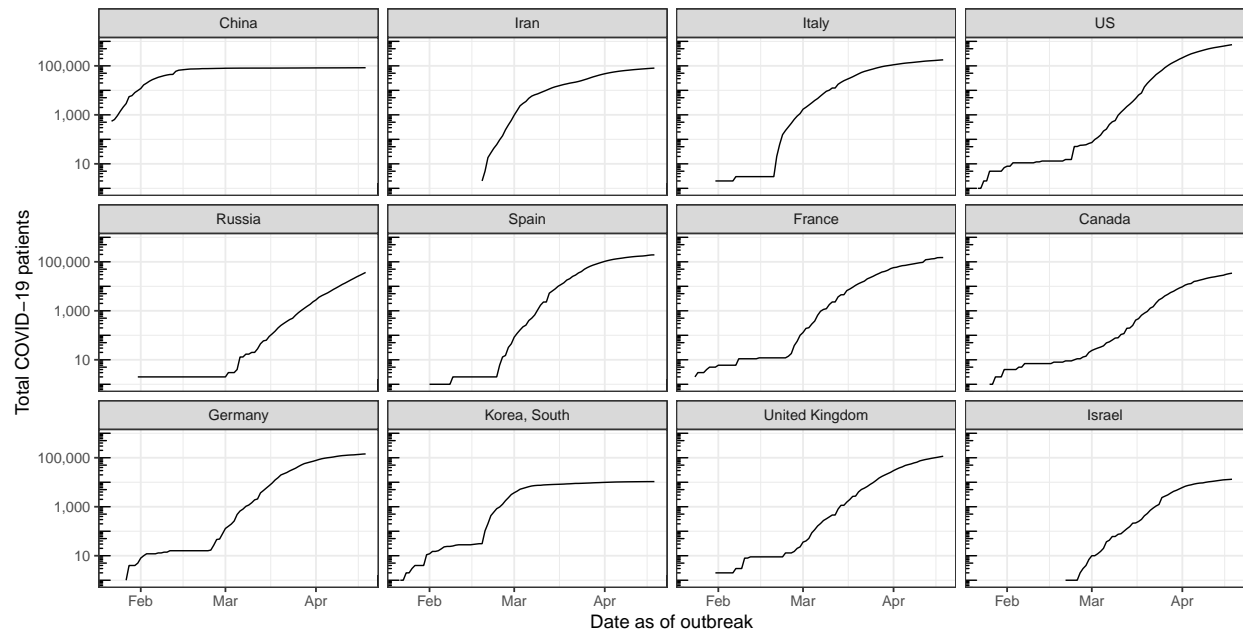 China
Iran
Italy
US
100,000
1,000
10
Russia
Spain
France
Canada
100,000
1,000
10
Germany
Korea, South
United Kingdom
Israel
100,000
1,000
10
Feb Mar Apr
Feb Mar Apr
Feb Mar Apr
Feb Mar Apr
Total COVID−19 patients
Date as of outbreak